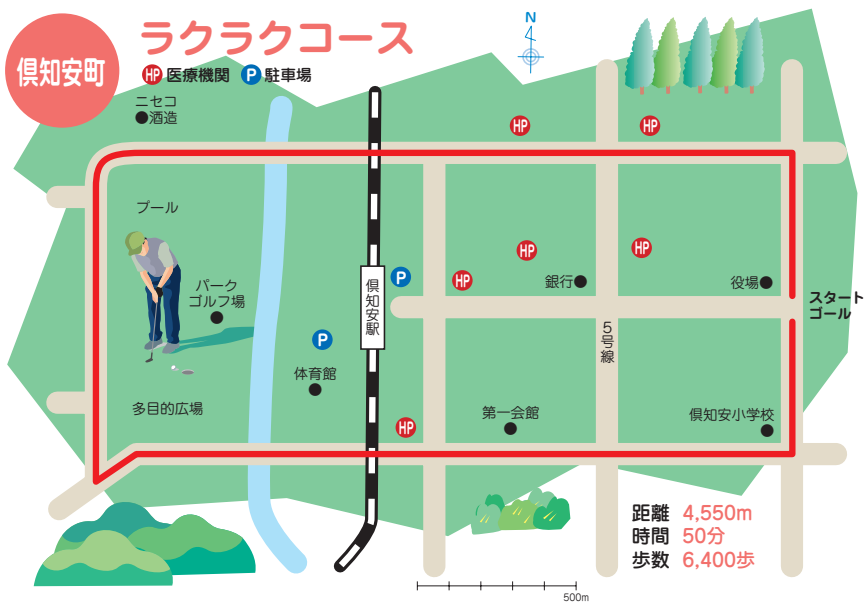 倶知安町
ラクラクコース
HP 医療機関 P 駐車場
N
ニセコ
酒造
HP
HP
プール
HP
HP
HP
P
パーク
ゴルフ場
倶知安駅
銀行
役場
スタート
ゴール
5号線
P
体育館
多目的広場
HP
第一会館
倶知安小学校
距離 4,550m
時間 50分
歩数 6,400歩
500m